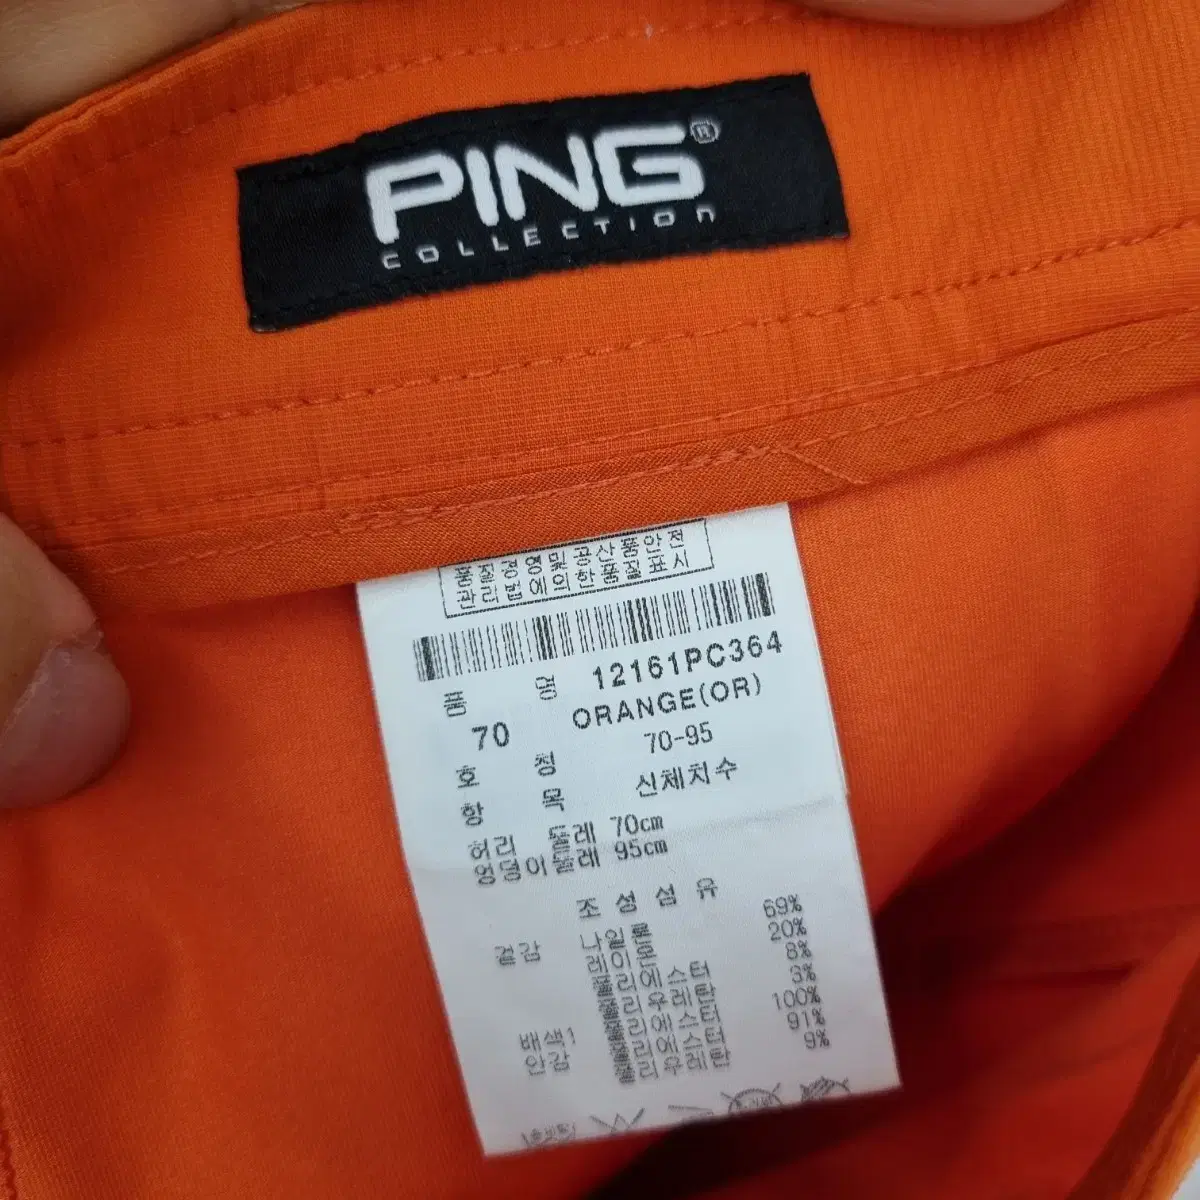 PING®
COLLECTION
품질경영및공산품안전
관리법에의한품질표시
12161PC364
품 명 ORANGE(OR)
70 70-95
호 칭 신체치수
항 목
허리 둘레 70cm
엉덩이둘레 95cm
조 성 섬 유
겉감 나일론 69%
레이온 20%
폴리에스터 8%
폴리우레탄 3%
배색1 폴리에스터 100%
안감 폴리에스터 91%
폴리우레탄 9%